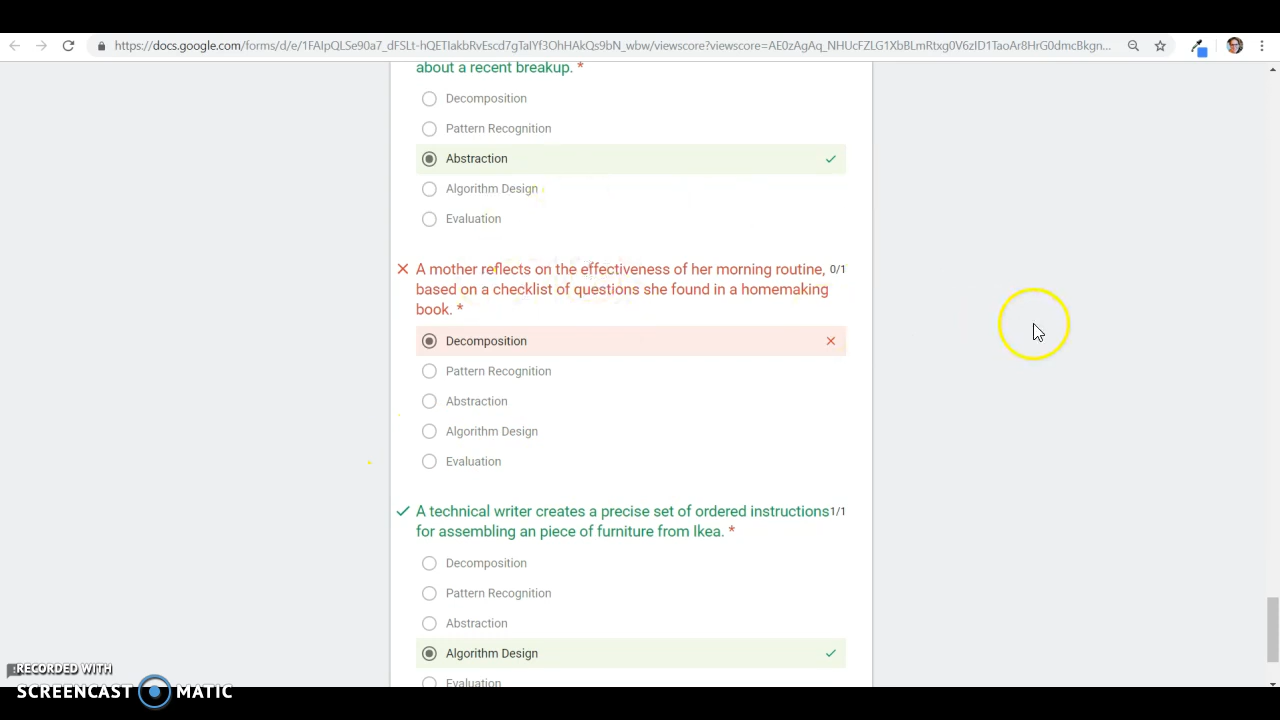 https://docs.google.com/forms/d/e/1FAIpQLSe90a7_dFSLt-hQETIakbRvEscd7gTaIYf3OhHAkQs9bN_wbw/viewscore?viewscore=AE0zAgAq_NHUcFZLG1XbBLmRtxg0V6zID1TaoAr8HrG0dmcBkgn...
about a recent breakup. *
Decomposition
Pattern Recognition
Abstraction
Algorithm Design
Evaluation
A mother reflects on the effectiveness of her morning routine, 0/1
based on a checklist of questions she found in a homemaking
book. *
Decomposition
Pattern Recognition
Abstraction
Algorithm Design
Evaluation
A technical writer creates a precise set of ordered instructions 1/1
for assembling an piece of furniture from Ikea. *
Decomposition
Pattern Recognition
Abstraction
Algorithm Design
Evaluation
RECORDED WITH
SCREENCAST MATIC